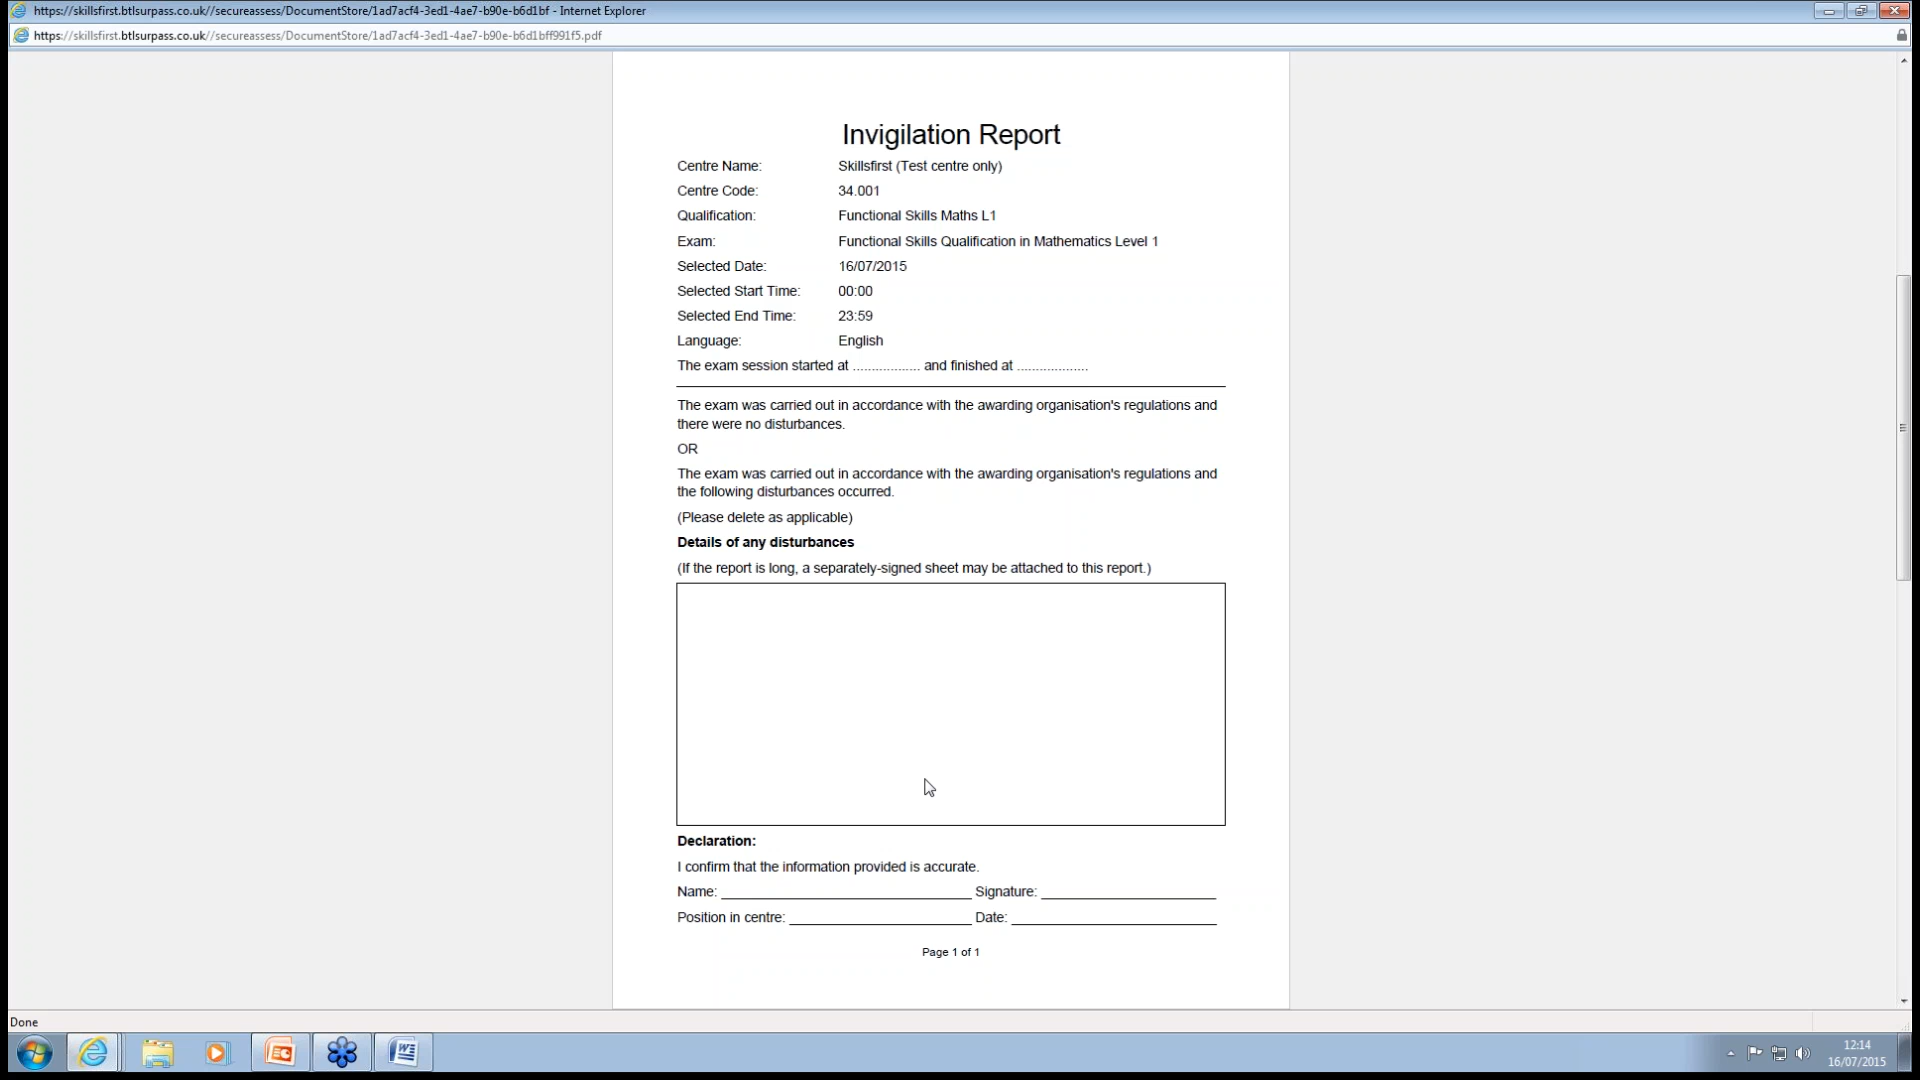 https://skillsfirst.btlsurpass.co.uk//secureassess/DocumentStore/1ad7acf4-3ed1-4ae7-b90e-b6d1bf - Internet Explorer
https://skillsfirst.btlsurpass.co.uk//secureassess/DocumentStore/1ad7acf4-3ed1-4ae7-b90e-b6d1bff991f5.pdf
Invigilation Report
Centre Name: Skillsfirst (Test centre only)
Centre Code: 34.001
Qualification: Functional Skills Maths L1
Exam: Functional Skills Qualification in Mathematics Level 1
Selected Date: 16/07/2015
Selected Start Time: 00:00
Selected End Time: 23:59
Language: English
The exam session started at .................. and finished at ...................
The exam was carried out in accordance with the awarding organisation's regulations and
there were no disturbances.
OR
The exam was carried out in accordance with the awarding organisation's regulations and
the following disturbances occurred.
(Please delete as applicable)
Details of any disturbances
(If the report is long, a separately-signed sheet may be attached to this report.)
Declaration:
I confirm that the information provided is accurate.
Name: ____ Signature: ____
Position in centre: ____ Date: ____
Page 1 of 1
Done
12:14
16/07/2015